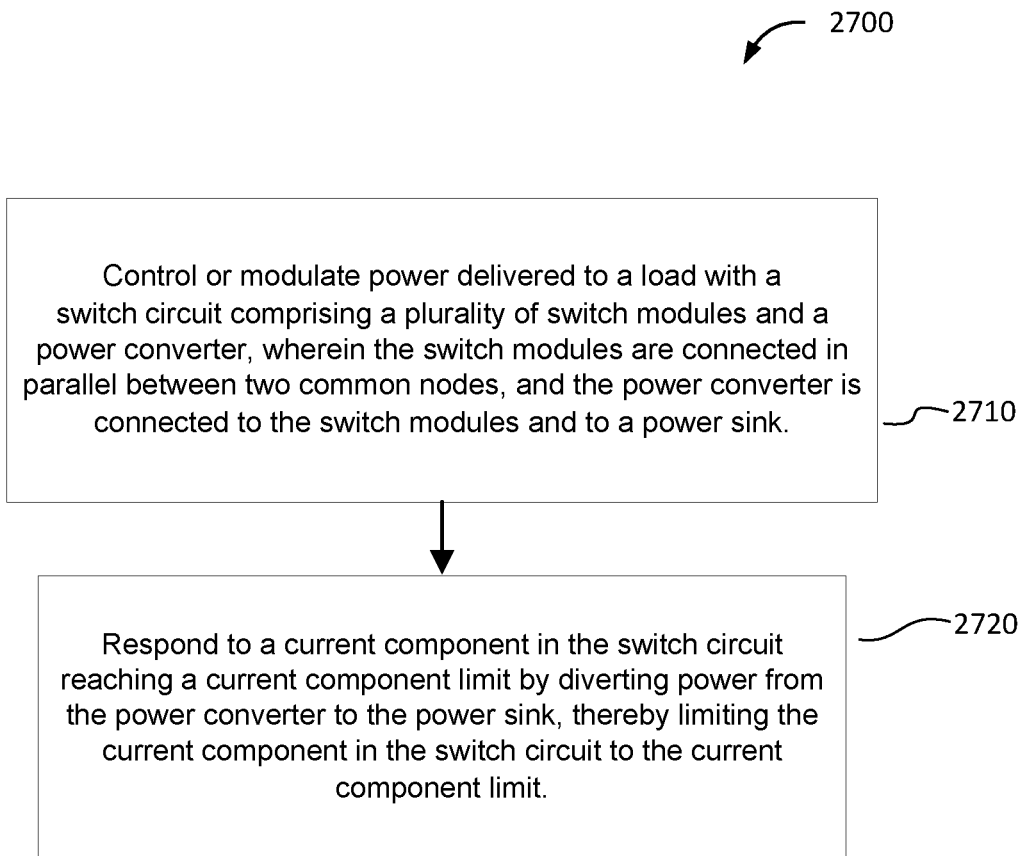 2700
Control or modulate power delivered to a load with a
switch circuit comprising a plurality of switch modules and a
power converter, wherein the switch modules are connected in
parallel between two common nodes, and the power converter is
connected to the switch modules and to a power sink.
2710
Respond to a current component in the switch circuit
reaching a current component limit by diverting power from
the power converter to the power sink, thereby limiting the
current component in the switch circuit to the current
component limit.
2720